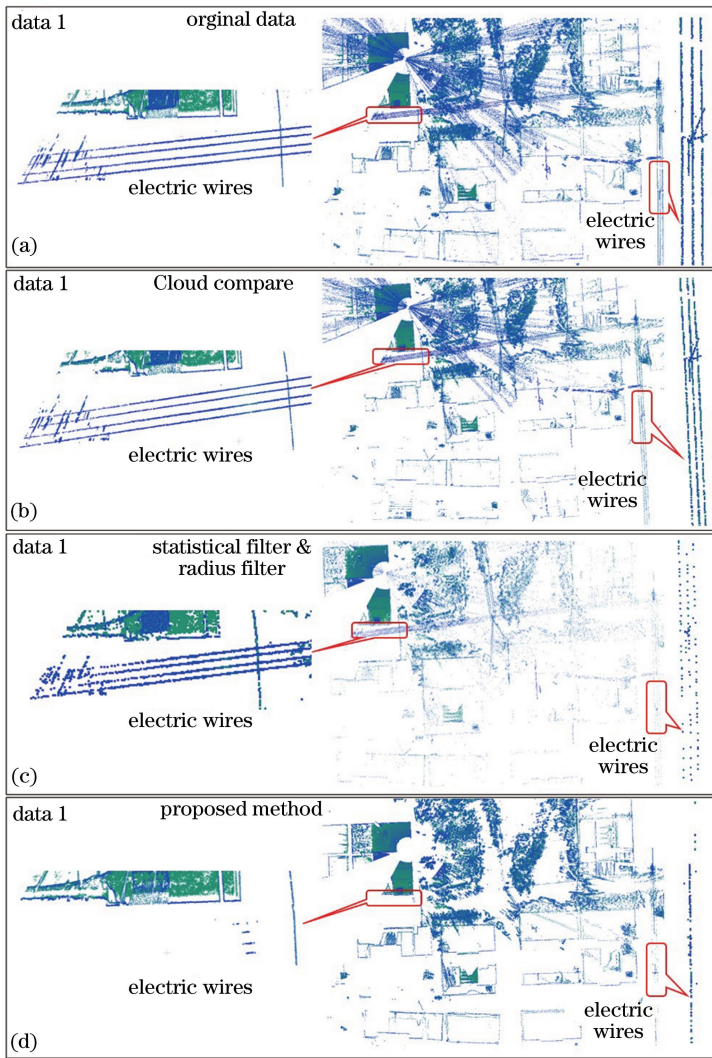 data 1
orginal data
electric wires
electric
wires
(a)
data 1
Cloud compare
electric wires
electric
wires
(b)
data 1
statistical filter &
radius filter
electric wires
electric
wires
(c)
data 1
proposed method
electric wires
electric
wires
(d)